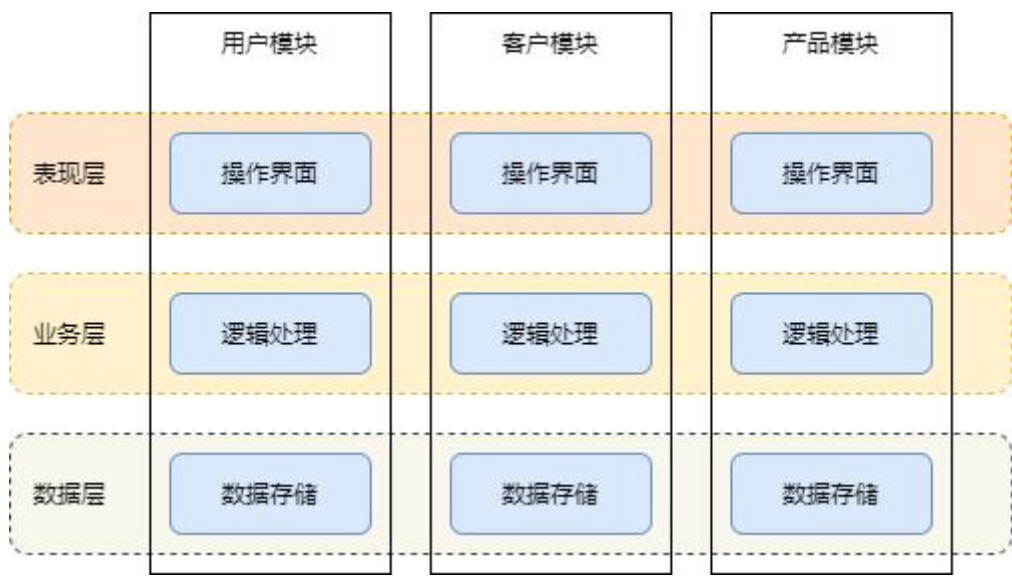 用户模块
客户模块
产品模块
表现层
操作界面
操作界面
操作界面
业务层
逻辑处理
逻辑处理
逻辑处理
数据层
数据存储
数据存储
数据存储